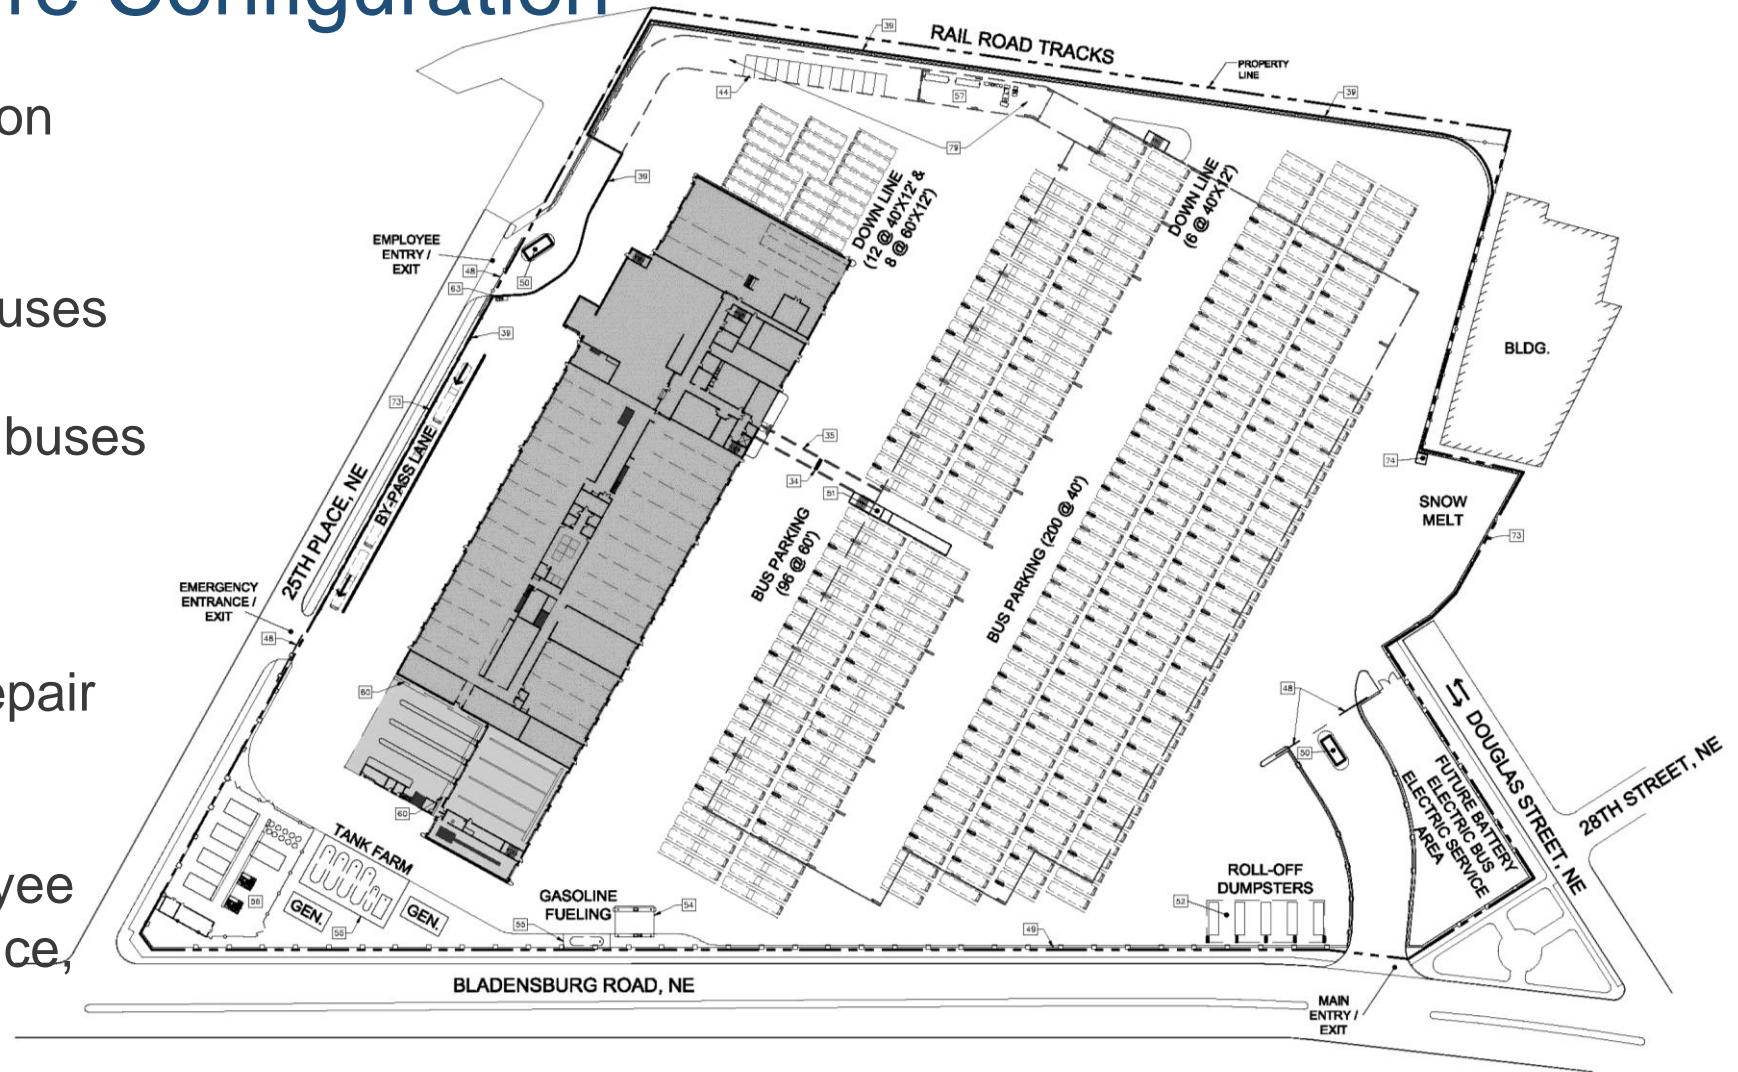 re Configuration
on
uses
buses
epair
yee
ce,
RAIL ROAD TRACKS
PROPERTY
LINE
39
39
44
57
79
39
DOWN LINE
(12 @ 40'X12' &
8 @ 60'X12')
DOWN LINE
(6 @ 40'X12')
EMPLOYEE
ENTRY /
EXIT
48
63
50
39
73
BY-PASS LANE
25TH PLACE, NE
BLDG.
35
34
51
74
SNOW
MELT
73
BUS PARKING
(96 @ 60')
BUS PARKING (200 @ 40')
EMERGENCY
ENTRANCE /
EXIT
48
60
60
48
50
DOUGLAS STREET, NE
28TH STREET, NE
FUTURE BATTERY
ELECTRIC BUS
ELECTRIC SERVICE
AREA
TANK FARM
GEN.
GEN.
56
55
GASOLINE
FUELING
54
55
49
ROLL-OFF
DUMPSTERS
52
BLADENSBURG ROAD, NE
MAIN
ENTRY /
EXIT